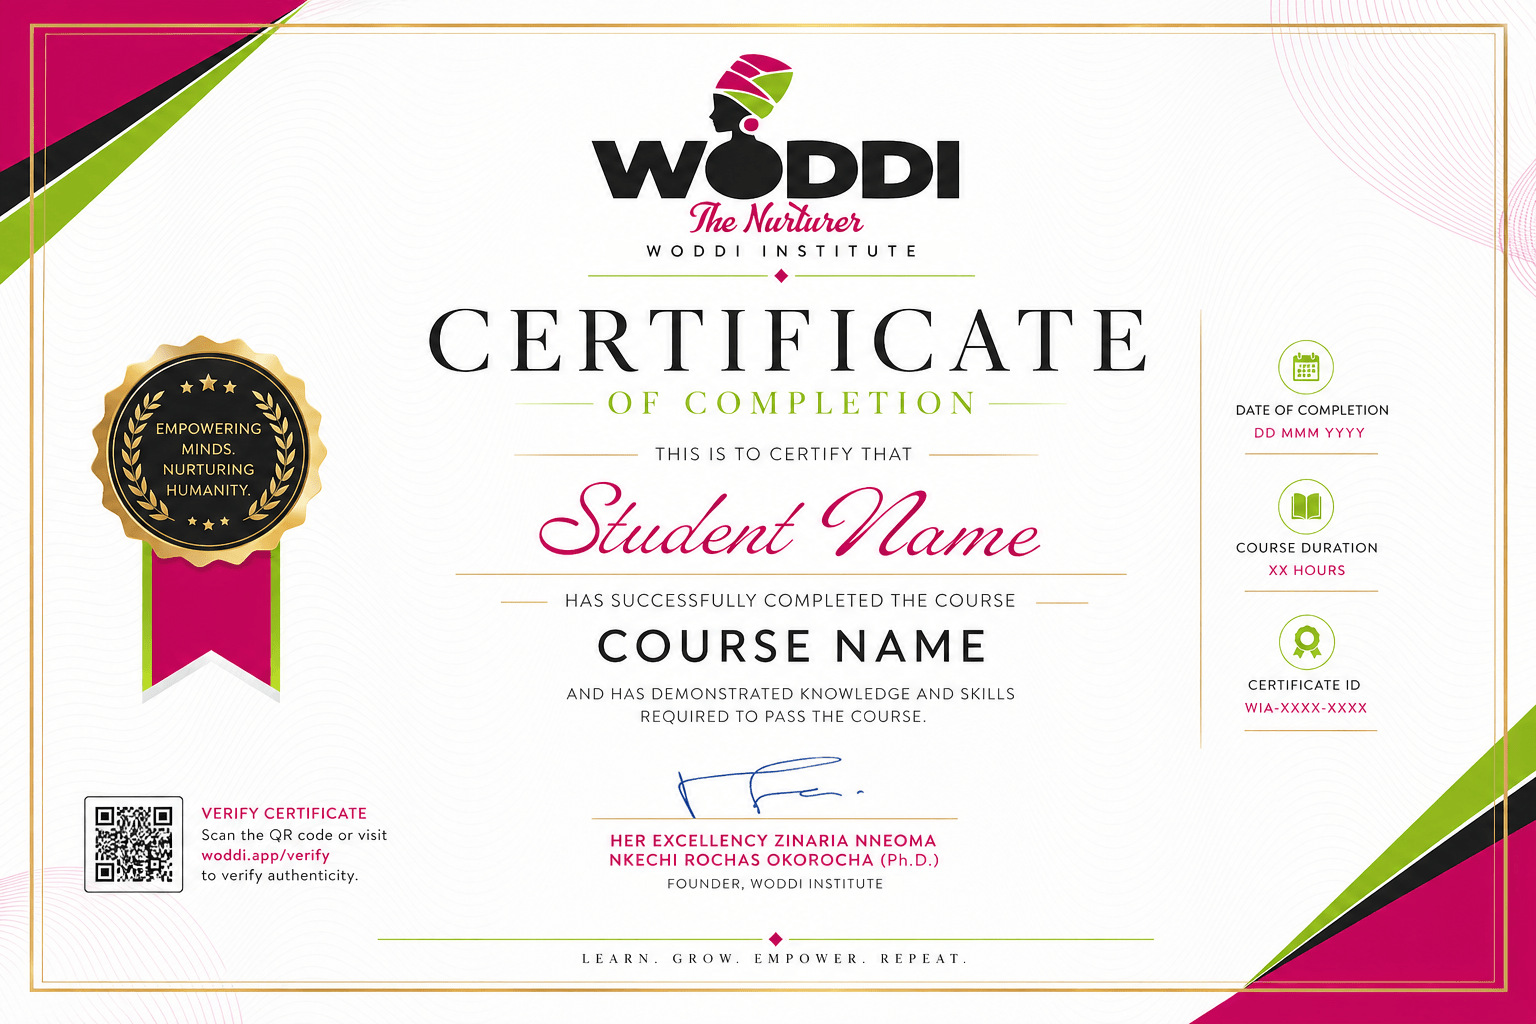 WODDI
The Nurturer
WODDI INSTITUTE
CERTIFICATE
OF COMPLETION
THIS IS TO CERTIFY THAT
Student Name
HAS SUCCESSFULLY COMPLETED THE COURSE
COURSE NAME
AND HAS DEMONSTRATED KNOWLEDGE AND SKILLS
REQUIRED TO PASS THE COURSE.
HER EXCELLENCY ZINARIA NNEOMA
NKECHI ROCHAS OKOROCHA (Ph.D.)
FOUNDER, WODDI INSTITUTE
EMPOWERING
MINDS.
NURTURING
HUMANITY.
VERIFY CERTIFICATE
Scan the QR code or visit
woddi.app/verify
to verify authenticity.
DATE OF COMPLETION
DD MMM YYYY
COURSE DURATION
XX HOURS
CERTIFICATE ID
WIA-XXXX-XXXX
LEARN. GROW. EMPOWER. REPEAT.